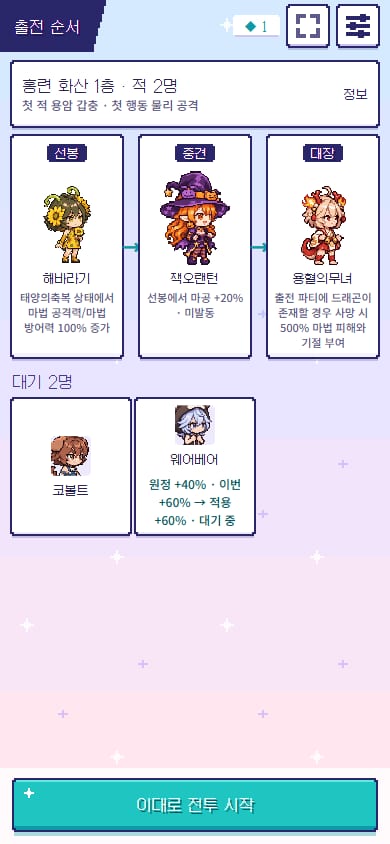 출전 순서
1
홍련 화산 1층 · 적 2명
첫 적 용암 갑충 · 첫 행동 물리 공격
정보
선봉
중견
대장
해바라기
태양의축복 상태에서
마법 공격력/마법
방어력 100% 증가
잭오랜턴
선봉에서 마공 +20%
· 미발동
용혈의무녀
출전 파티에 드래곤이
존재할 경우 사망 시
500% 마법 피해와
기절 부여
대기 2명
코볼트
웨어베어
원정 +40% · 이번
+60% → 적용
+60% · 대기 중
이대로 전투 시작